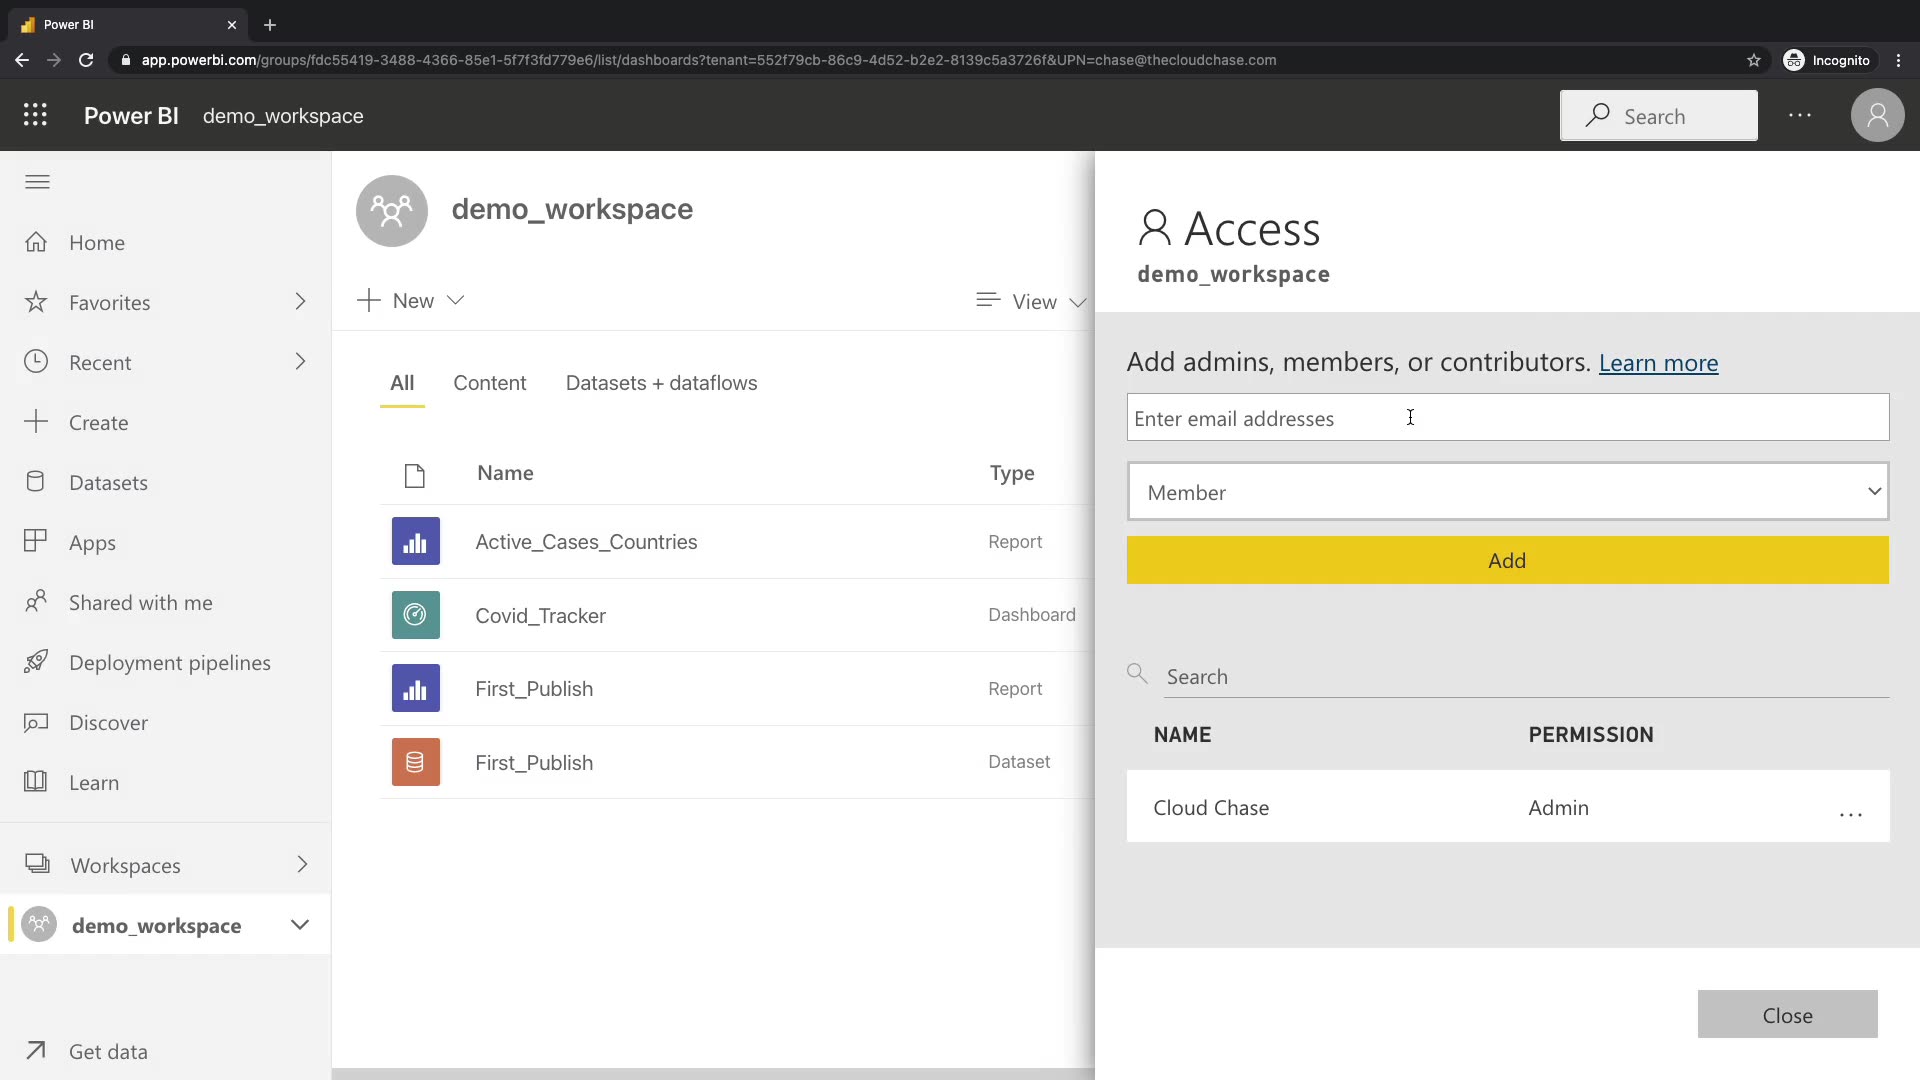 Power BI
app.powerbi.com/groups/fdc55419-3488-4366-85e1-5f7f3fd779e6/list/dashboards?tenant=552f79cb-86c9-4d52-b2e2-8139c5a3726f&UPN=chase@thecloudchase.com
Incognito
Power BI
demo_workspace
Search
Home
Favorites
Recent
Create
Datasets
Apps
Shared with me
Deployment pipelines
Discover
Learn
Workspaces
demo_workspace
Get data
demo_workspace
New
View
All
Content
Datasets + dataflows
Name
Type
Active_Cases_Countries
Report
Covid_Tracker
Dashboard
First_Publish
Report
First_Publish
Dataset
Access
demo_workspace
Add admins, members, or contributors. Learn more
Enter email addresses
Member
Add
Search
NAME
PERMISSION
Cloud Chase
Admin
Close